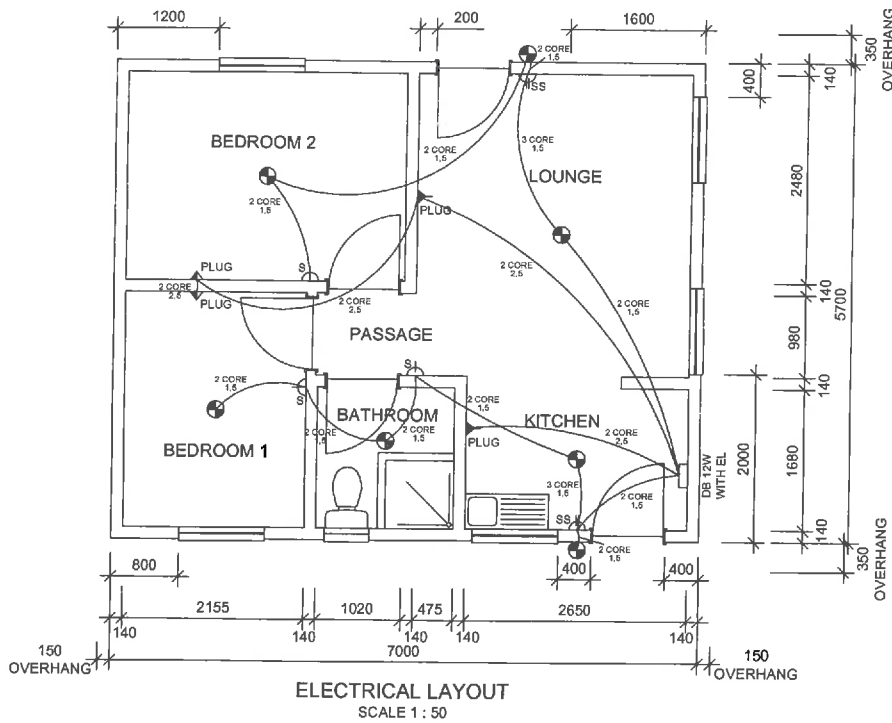 1200
200
1600
350
OVERHANG
2 CORE
1,5
SS
400
140
BEDROOM 2
2 CORE
1,5
3 CORE
1,5
LOUNGE
2480
2 CORE
1,5
PLUG
PLUG
S
2 CORE
2,5
2 CORE
2,5
PLUG
2 CORE
2,5
2 CORE
1,5
140
5700
PASSAGE
980
S
140
2 CORE
1,5
S
BATHROOM
2 CORE
1,5
2 CORE
1,5
2 CORE
1,5
KITCHEN
2 CORE
2,5
PLUG
BEDROOM 1
DB 12W
WITH EL
2000
1680
3 CORE
1,5
2 CORE
1,5
SS
2 CORE
1,5
140
350
OVERHANG
800
400
400
2155
1020
475
2650
140
140
140
140
140
150
OVERHANG
7000
150
OVERHANG
ELECTRICAL LAYOUT
SCALE 1 : 50